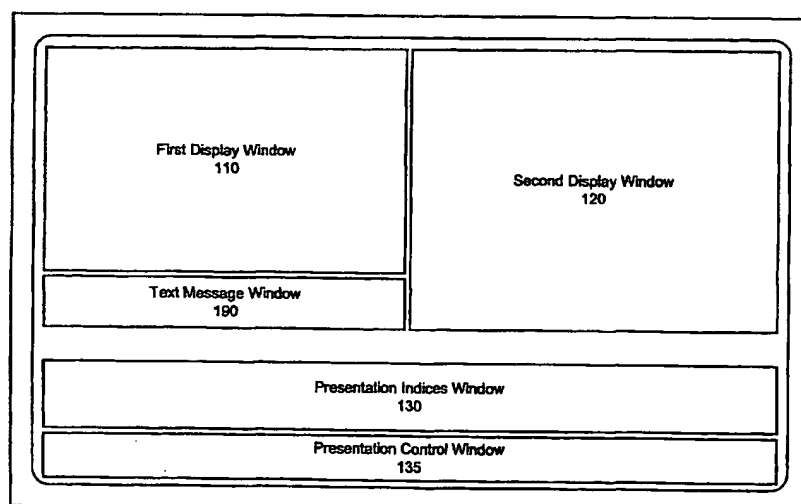 First Display Window
110
Second Display Window
120
Text Message Window
190
Presentation Indices Window
130
Presentation Control Window
135